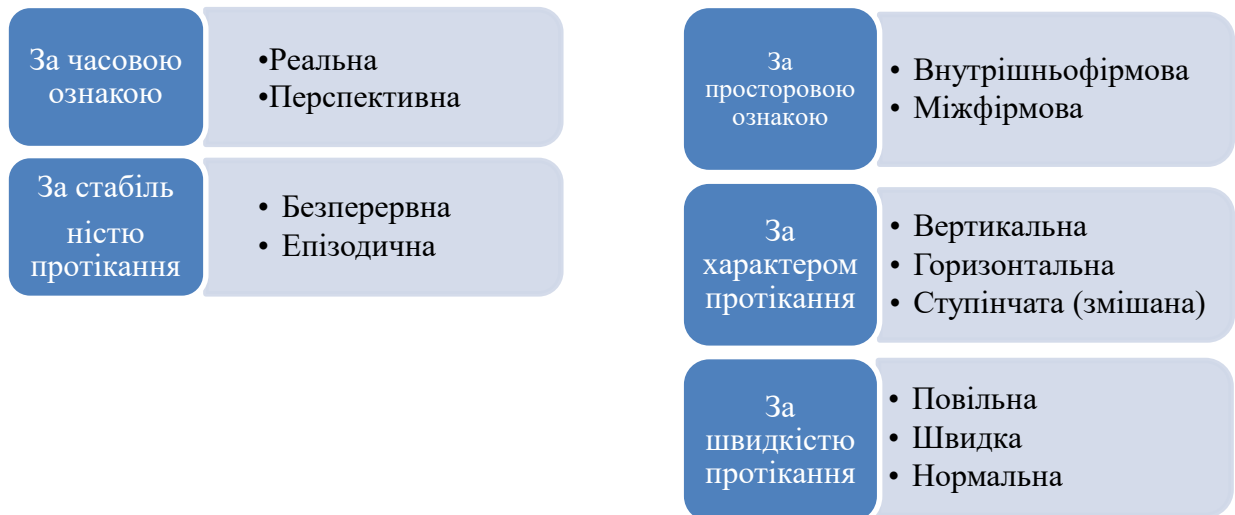 За часовою
ознакою
•Реальна
•Перспективна
За стабіль
ністю
протікання
• Безперервна
• Епізодична
За
просторовою
ознакою
• Внутрішньофірмова
• Міжфірмова
За
характером
протікання
• Вертикальна
• Горизонтальна
• Ступінчата (змішана)
За
швидкістю
протікання
• Повільна
• Швидка
• Нормальна